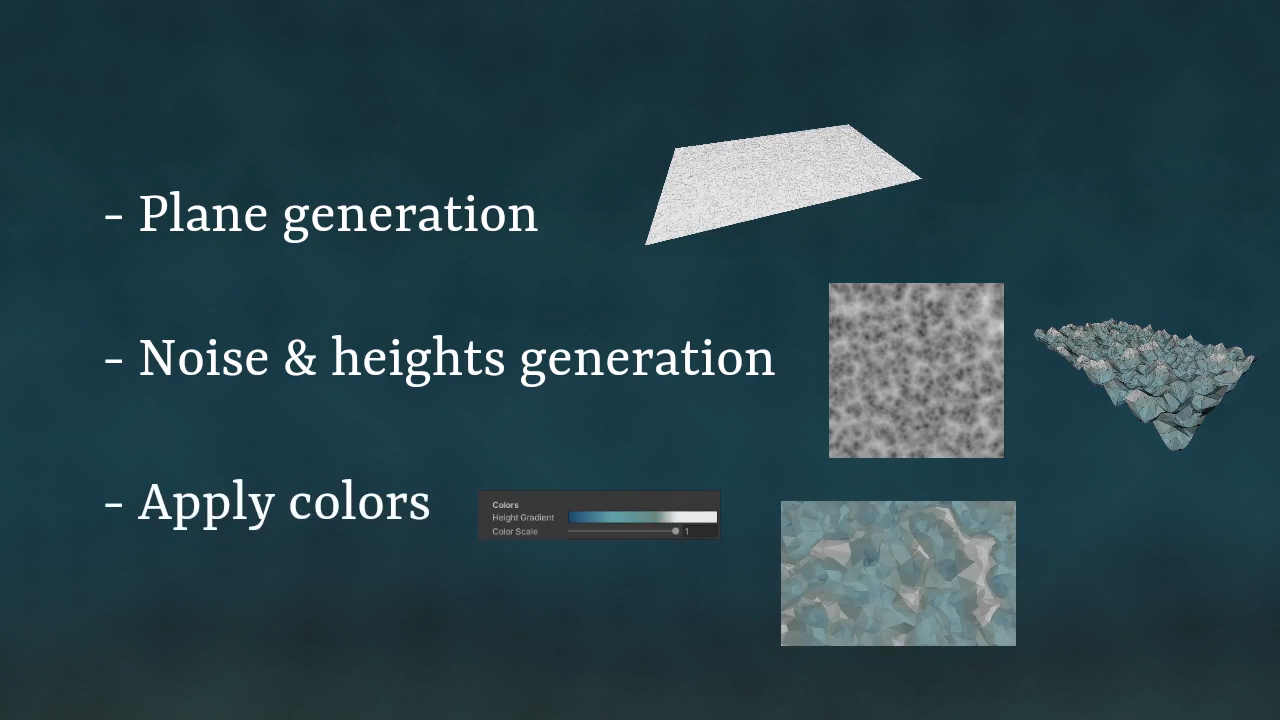 - Plane generation
- Noise & heights generation
- Apply colors
Colors
Height Gradient
Color Scale 1